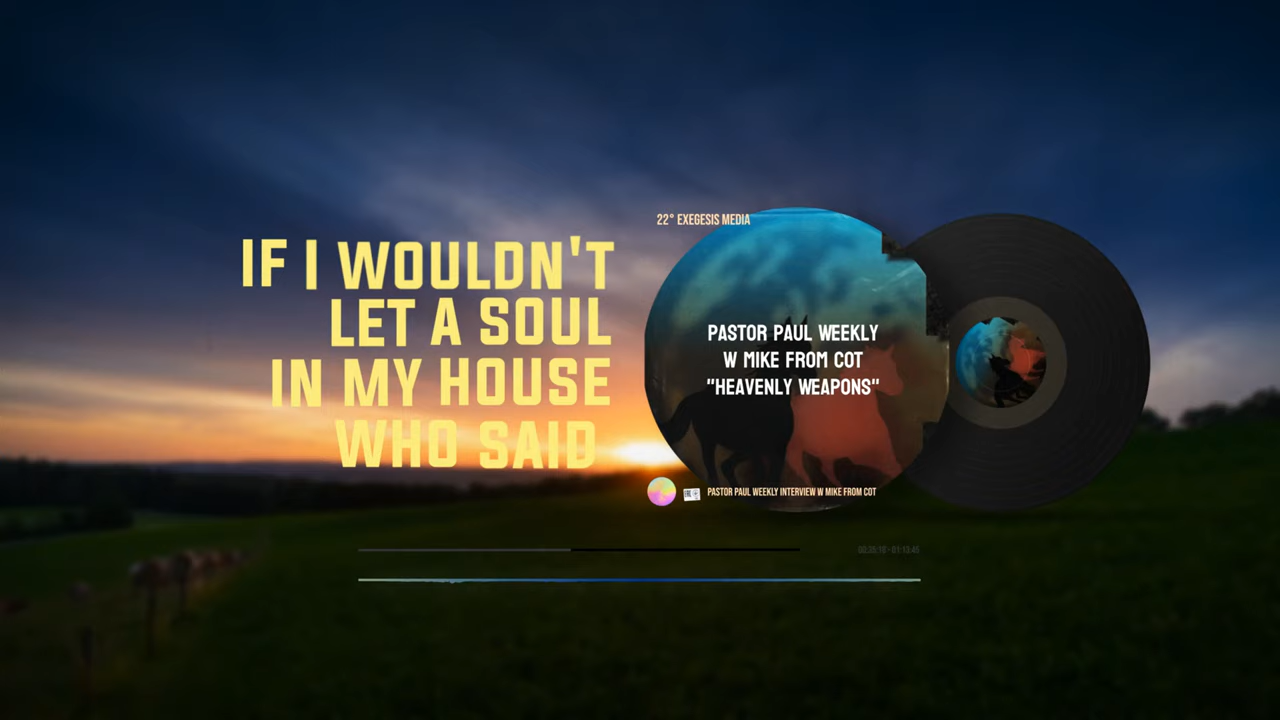 IF I WOULDN'T
LET A SOUL
IN MY HOUSE
WHO SAID
22° EXEGESIS MEDIA
PASTOR PAUL WEEKLY
W MIKE FROM COT
"HEAVENLY WEAPONS"
PASTOR PAUL WEEKLY INTERVIEW W MIKE FROM COT